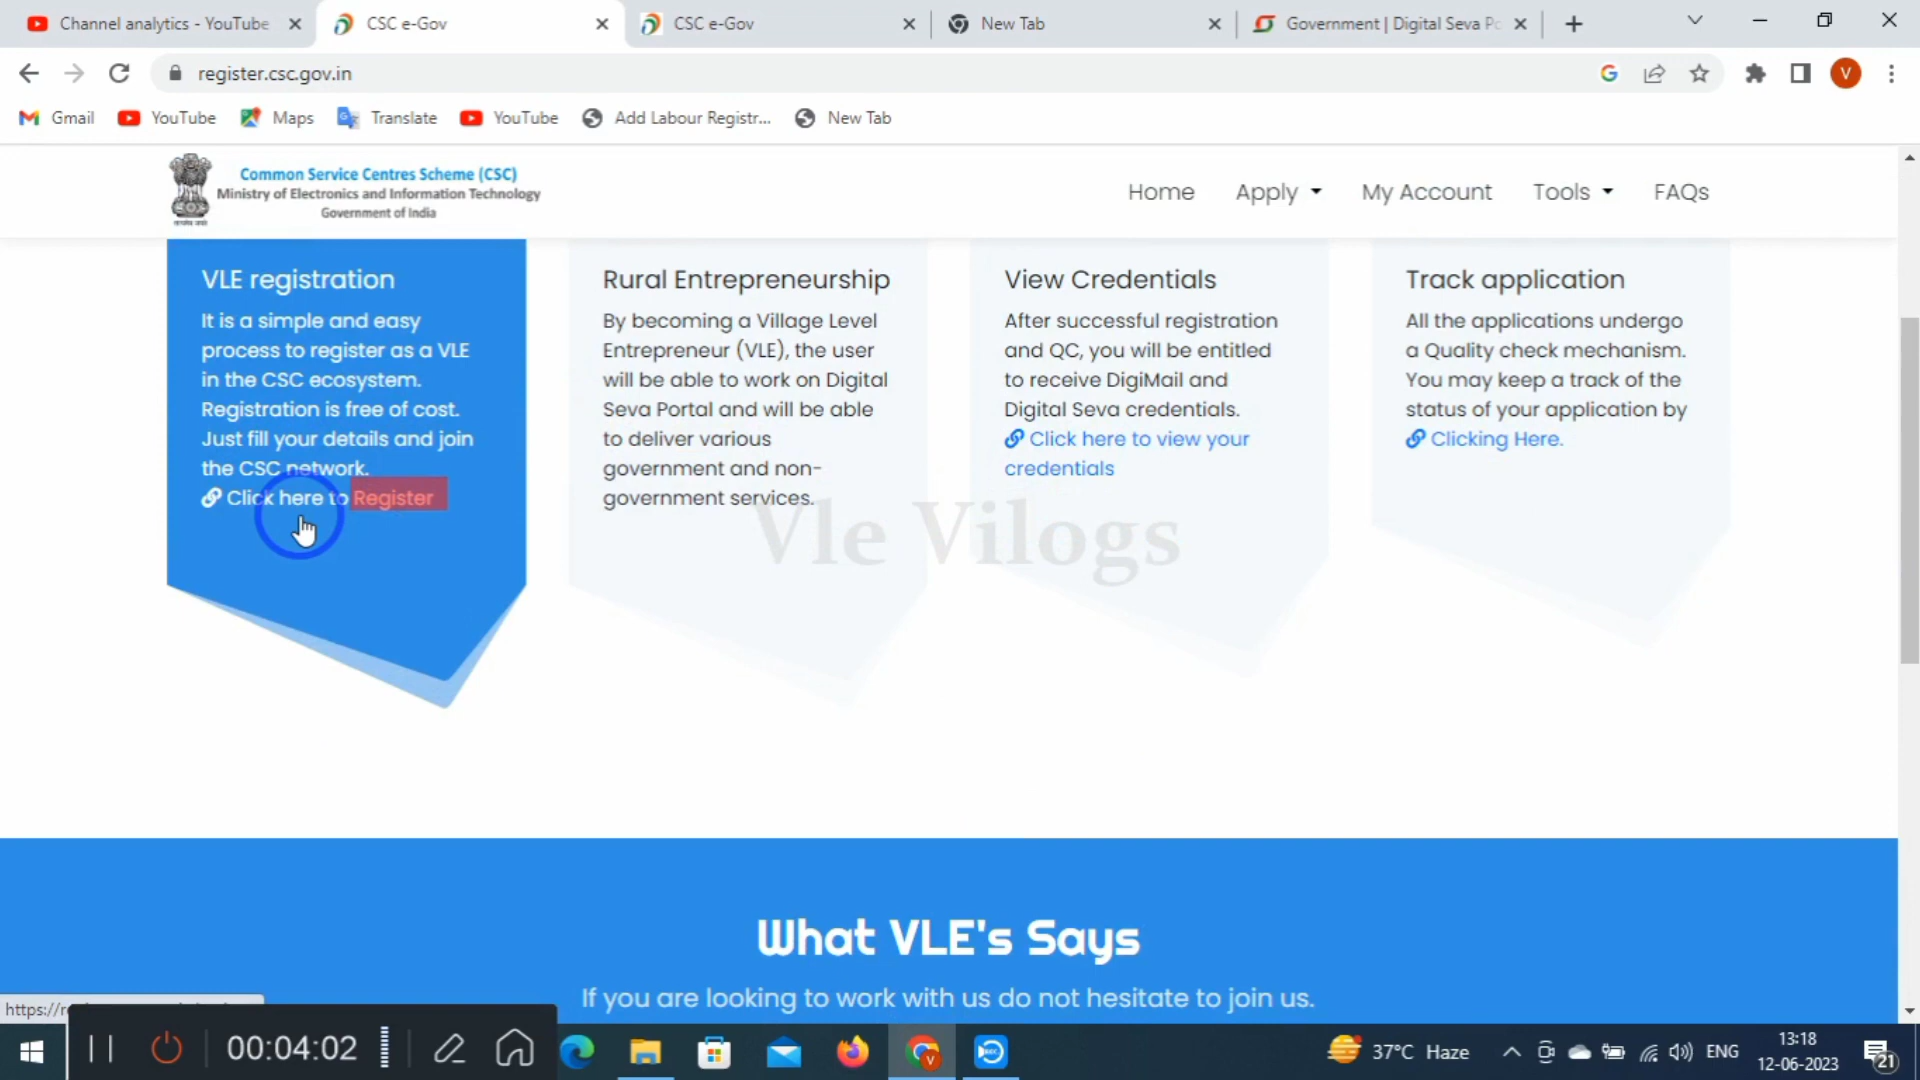 Channel analytics - YouTube
CSC e-Gov
CSC e-Gov
New Tab
Government | Digital Seva Po
register.csc.gov.in
V
Gmail
YouTube
Maps
Translate
YouTube
Add Labour Registr...
New Tab
Common Service Centres Scheme (CSC)
Ministry of Electronics and Information Technology
Government of India
Home
Apply
My Account
Tools
FAQs
VLE registration
It is a simple and easy
process to register as a VLE
in the CSC ecosystem.
Registration is free of cost.
Just fill your details and join
the CSC network.
Click here to Register
Rural Entrepreneurship
By becoming a Village Level
Entrepreneur (VLE), the user
will be able to work on Digital
Seva Portal and will be able
to deliver various
government and non-
government services.
View Credentials
After successful registration
and QC, you will be entitled
to receive DigiMail and
Digital Seva credentials.
Click here to view your
credentials
Track application
All the applications undergo
a Quality check mechanism.
You may keep a track of the
status of your application by
Clicking Here.
Vle Vilogs
What VLE's Says
If you are looking to work with us do not hesitate to join us.
00:04:02
V
REC
37°C Haze
ENG
13:18
12-06-2023
21